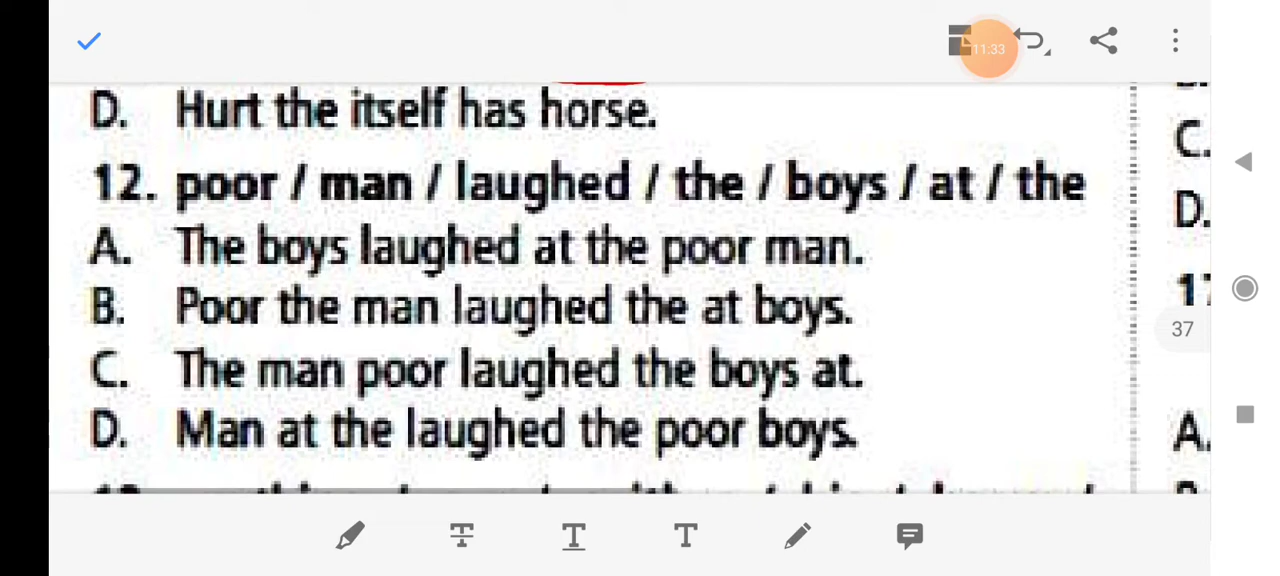 11:33
D. Hurt the itself has horse.
12. poor / man / laughed / the / boys / at / the
A. The boys laughed at the poor man.
B. Poor the man laughed the at boys.
C. The man poor laughed the boys at.
D. Man at the laughed the poor boys.
C.
D.
37
A.
T